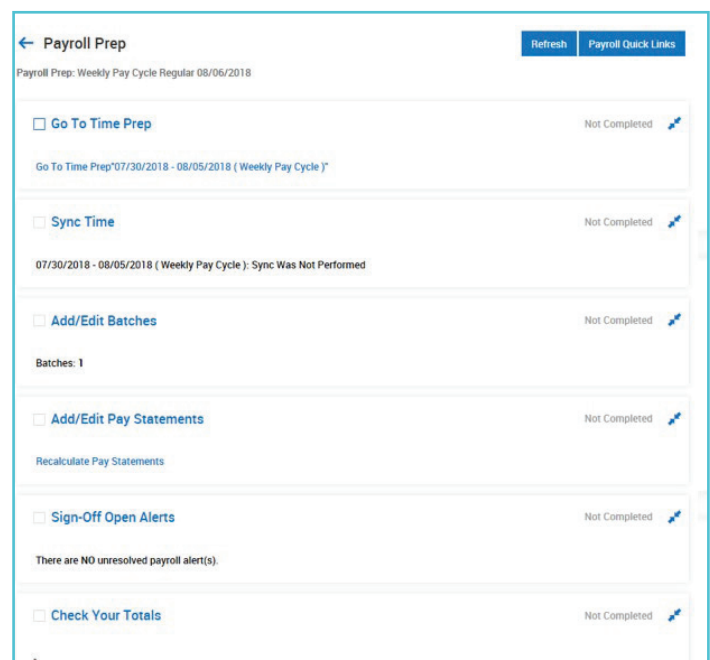 Payroll Prep
Refresh
Payroll Quick Links
Payroll Prep: Weekly Pay Cycle Regular 08/06/2018
Go To Time Prep
Not Completed
Go To Time Prep"07/30/2018 - 08/05/2018 ( Weekly Pay Cycle )"
Sync Time
Not Completed
07/30/2018 - 08/05/2018 ( Weekly Pay Cycle ): Sync Was Not Performed
Add/Edit Batches
Not Completed
Batches: 1
Add/Edit Pay Statements
Not Completed
Recalculate Pay Statements
Sign-Off Open Alerts
Not Completed
There are NO unresolved payroll alert(s).
Check Your Totals
Not Completed